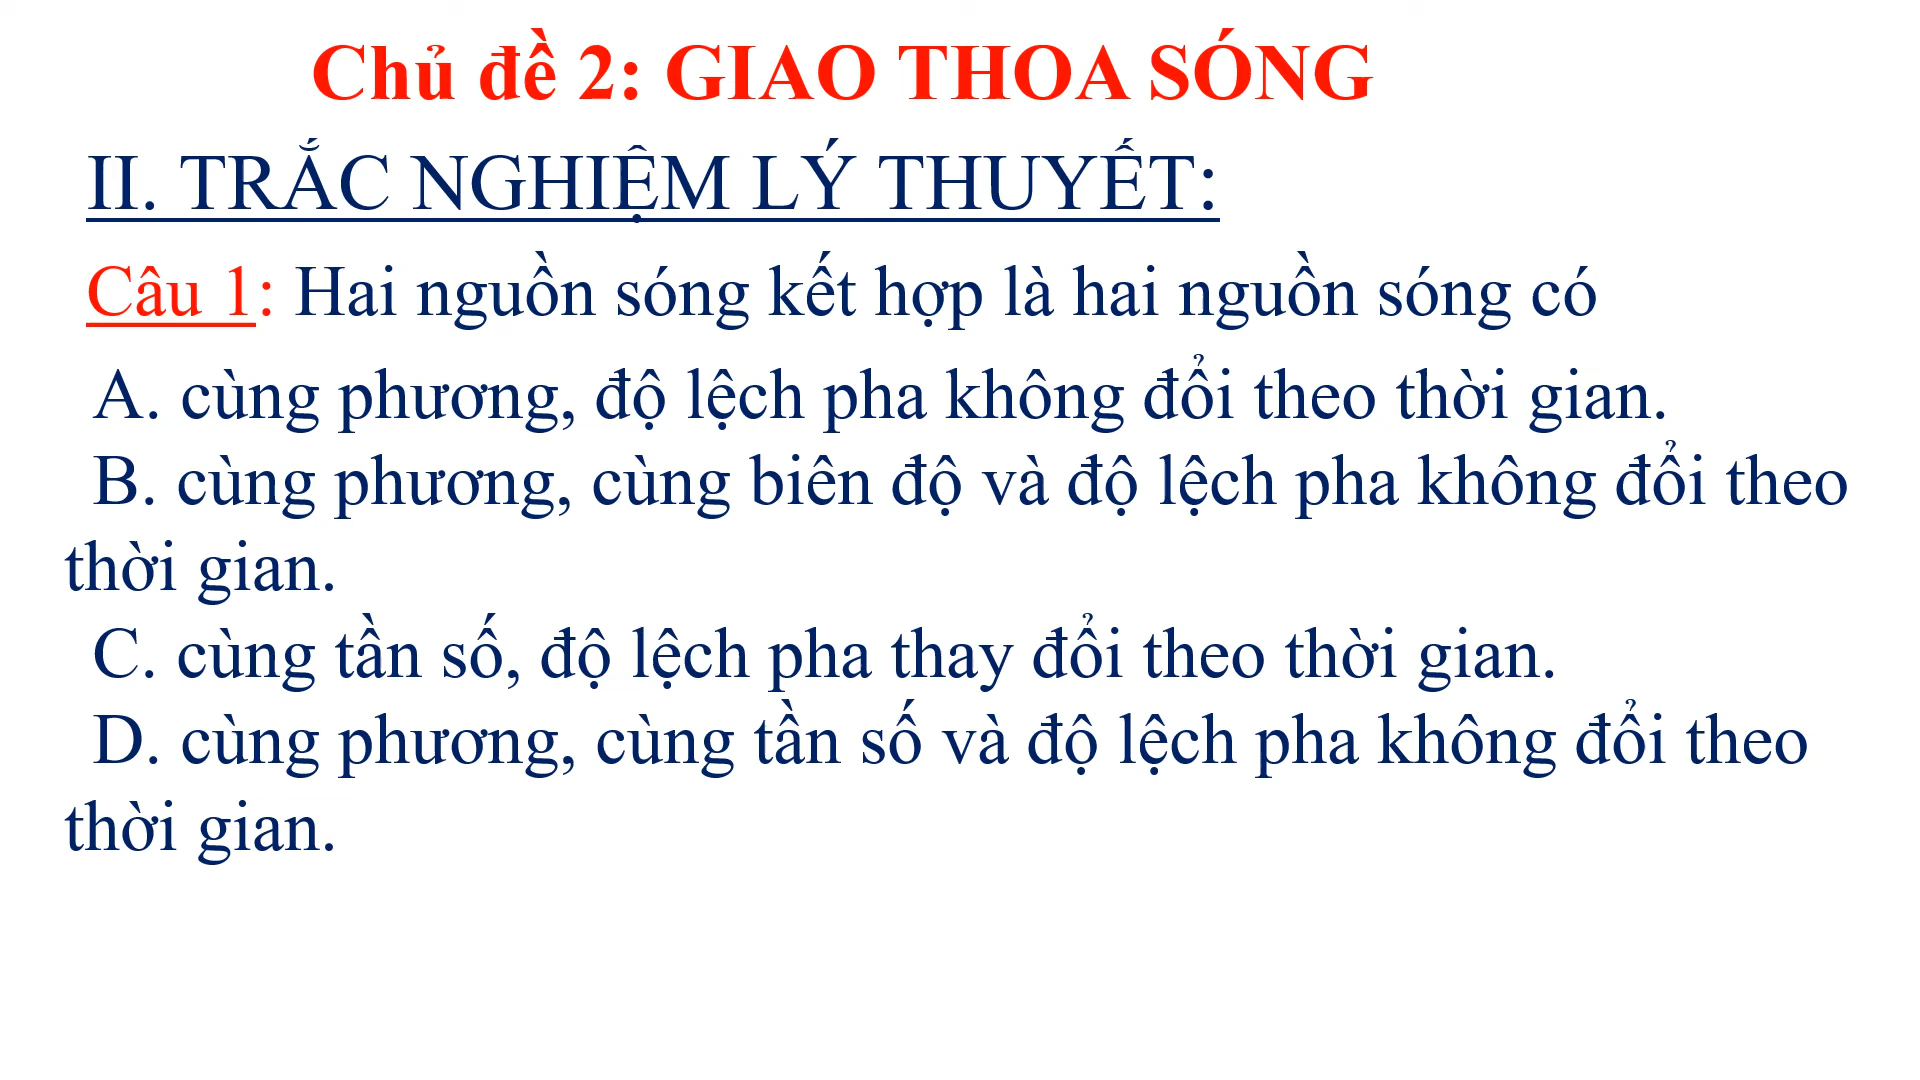 Chủ đề 2: GIAO THOA SÓNG
II. TRẮC NGHIỆM LÝ THUYẾT:
Câu 1: Hai nguồn sóng kết hợp là hai nguồn sóng có
A. cùng phương, độ lệch pha không đổi theo thời gian.
B. cùng phương, cùng biên độ và độ lệch pha không đổi theo
thời gian.
C. cùng tần số, độ lệch pha thay đổi theo thời gian.
D. cùng phương, cùng tần số và độ lệch pha không đổi theo
thời gian.